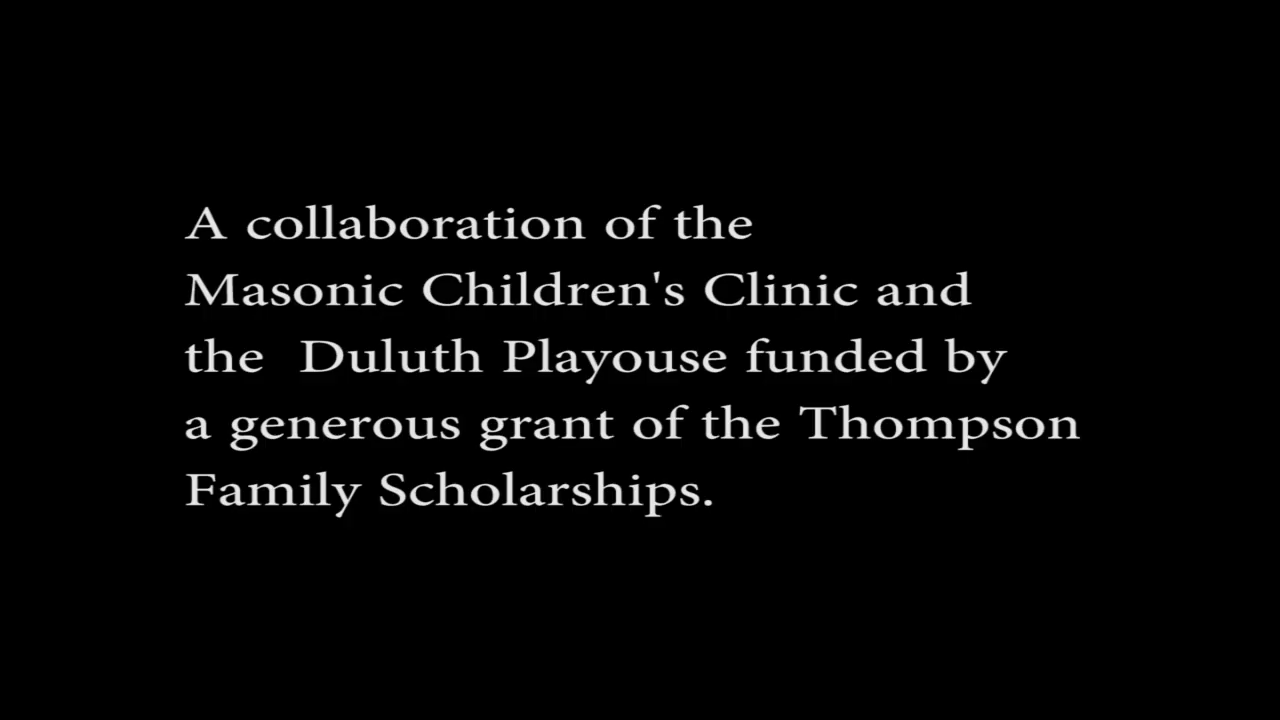 A collaboration of the
Masonic Children's Clinic and
the  Duluth Playouse funded by
a generous grant of the Thompson
Family Scholarships.